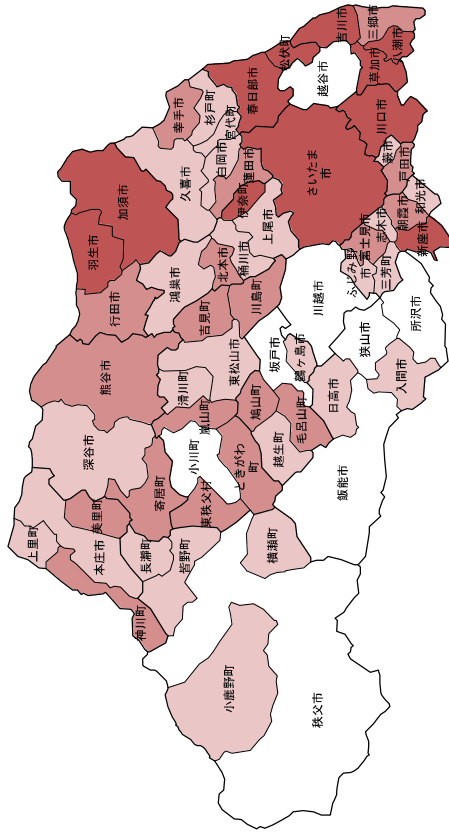 三郷市
八潮市
吉川市
草加市
松伏町
越谷市
川口市
春日部市
蕨市
戸田市
杉戸町
宮代町
幸手市
白岡市
蓮田市
さいたま
市
和光市
朝霞市
志木市
新座市
富士見市
伊奈町
久喜市
上尾市
加須市
ふじみ野
市
三芳町
桶川市
北本市
羽生市
鴻巣市
川島町
川越市
所沢市
行田市
吉見町
狭山市
坂戸市
鶴ヶ島市
東松山市
入間市
熊谷市
滑川町
日高市
鳩山町
嵐山町
毛呂山町
深谷市
小川町
越生町
ときがわ
町
飯能市
寄居町
東秩父村
美里町
上里町
本庄市
長瀞町
皆野町
横瀬町
神川町
小鹿野町
秩父市